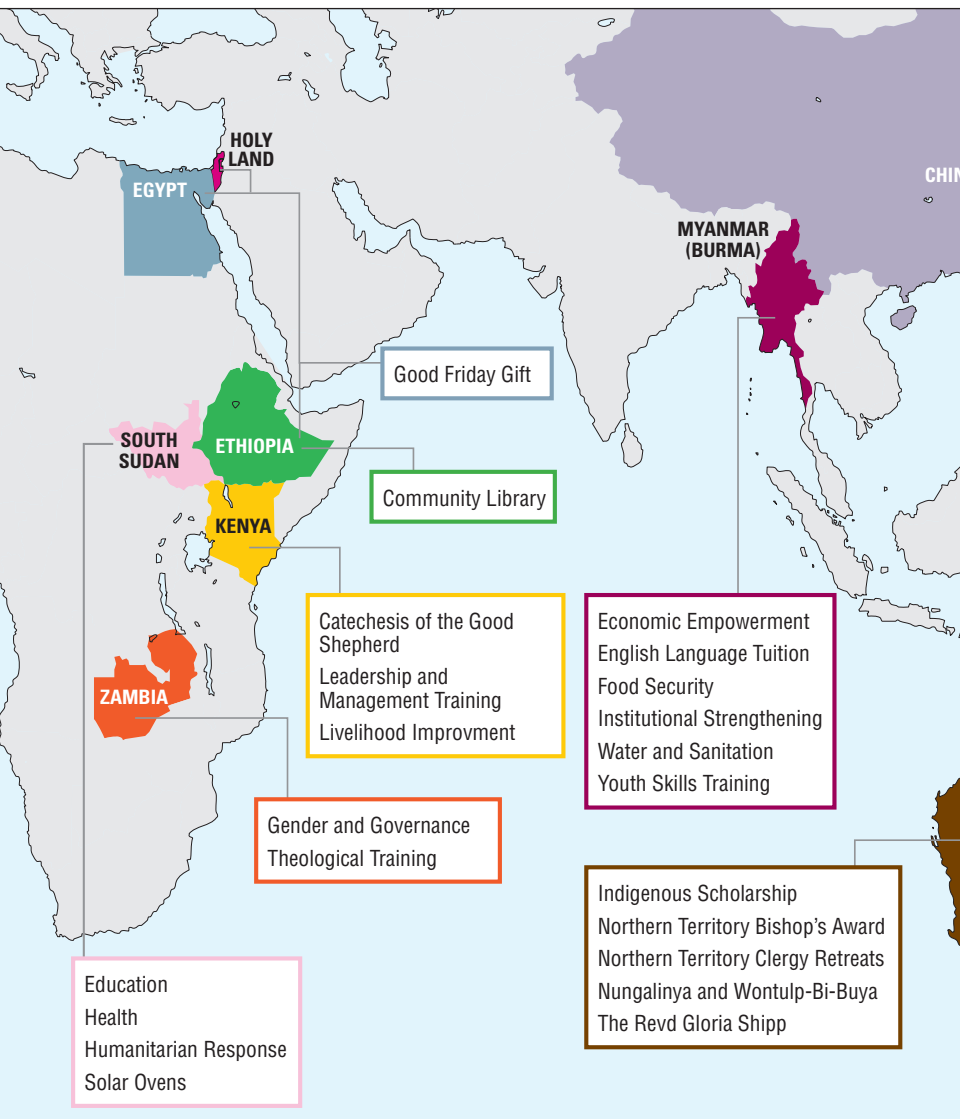 HOLY
LAND
EGYPT
CHIN
MYANMAR
(BURMA)
Good Friday Gift
SOUTH
SUDAN
ETHIOPIA
Community Library
KENYA
Catechesis of the Good
Shepherd
Leadership and
Management Training
Livelihood Improvment
Economic Empowerment
English Language Tuition
Food Security
Institutional Strengthening
Water and Sanitation
Youth Skills Training
ZAMBIA
Gender and Governance
Theological Training
Indigenous Scholarship
Northern Territory Bishop’s Award
Northern Territory Clergy Retreats
Nungalinya and Wontulp-Bi-Buya
The Revd Gloria Shipp
Education
Health
Humanitarian Response
Solar Ovens